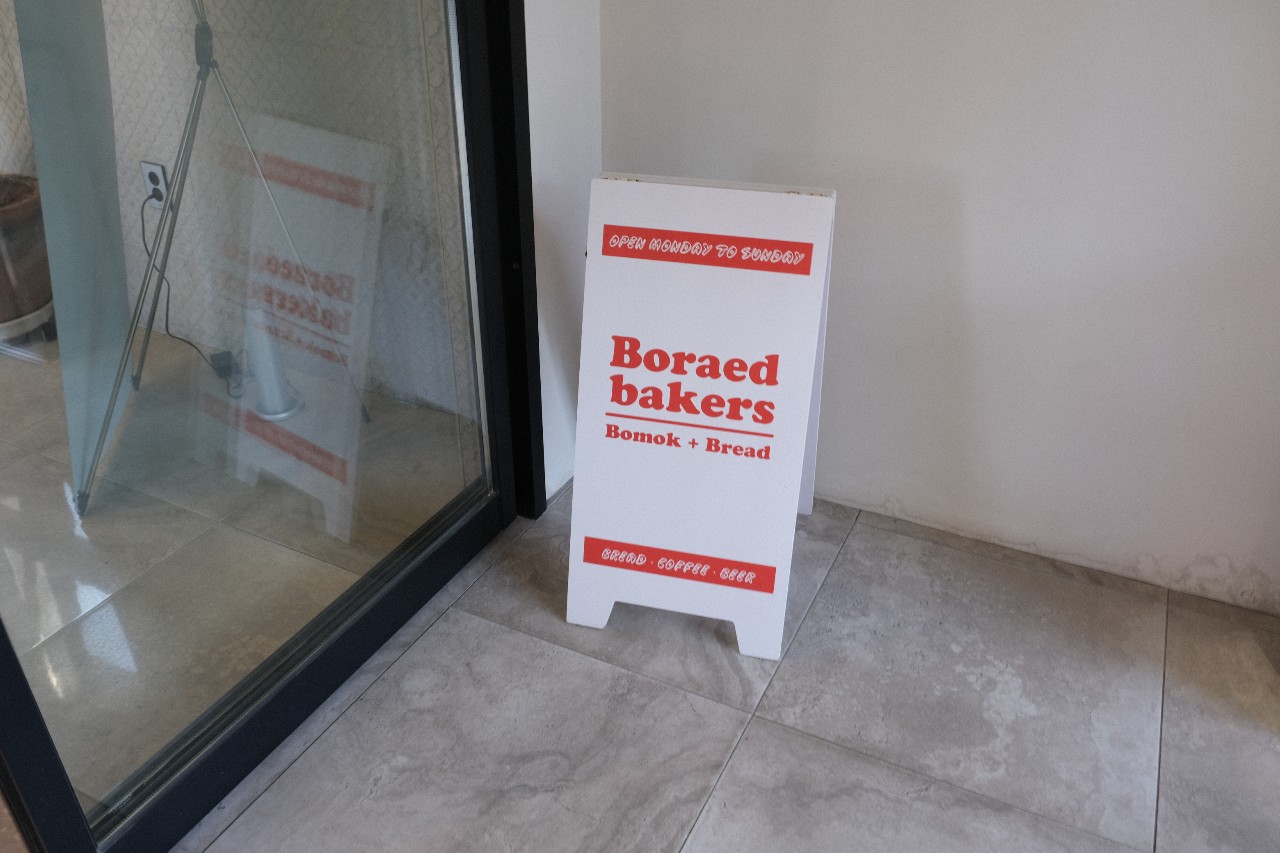 OPEN MONDAY TO SUNDAY
Boraed
bakers
Bomok + Bread
BREAD · COFFEE · BEER